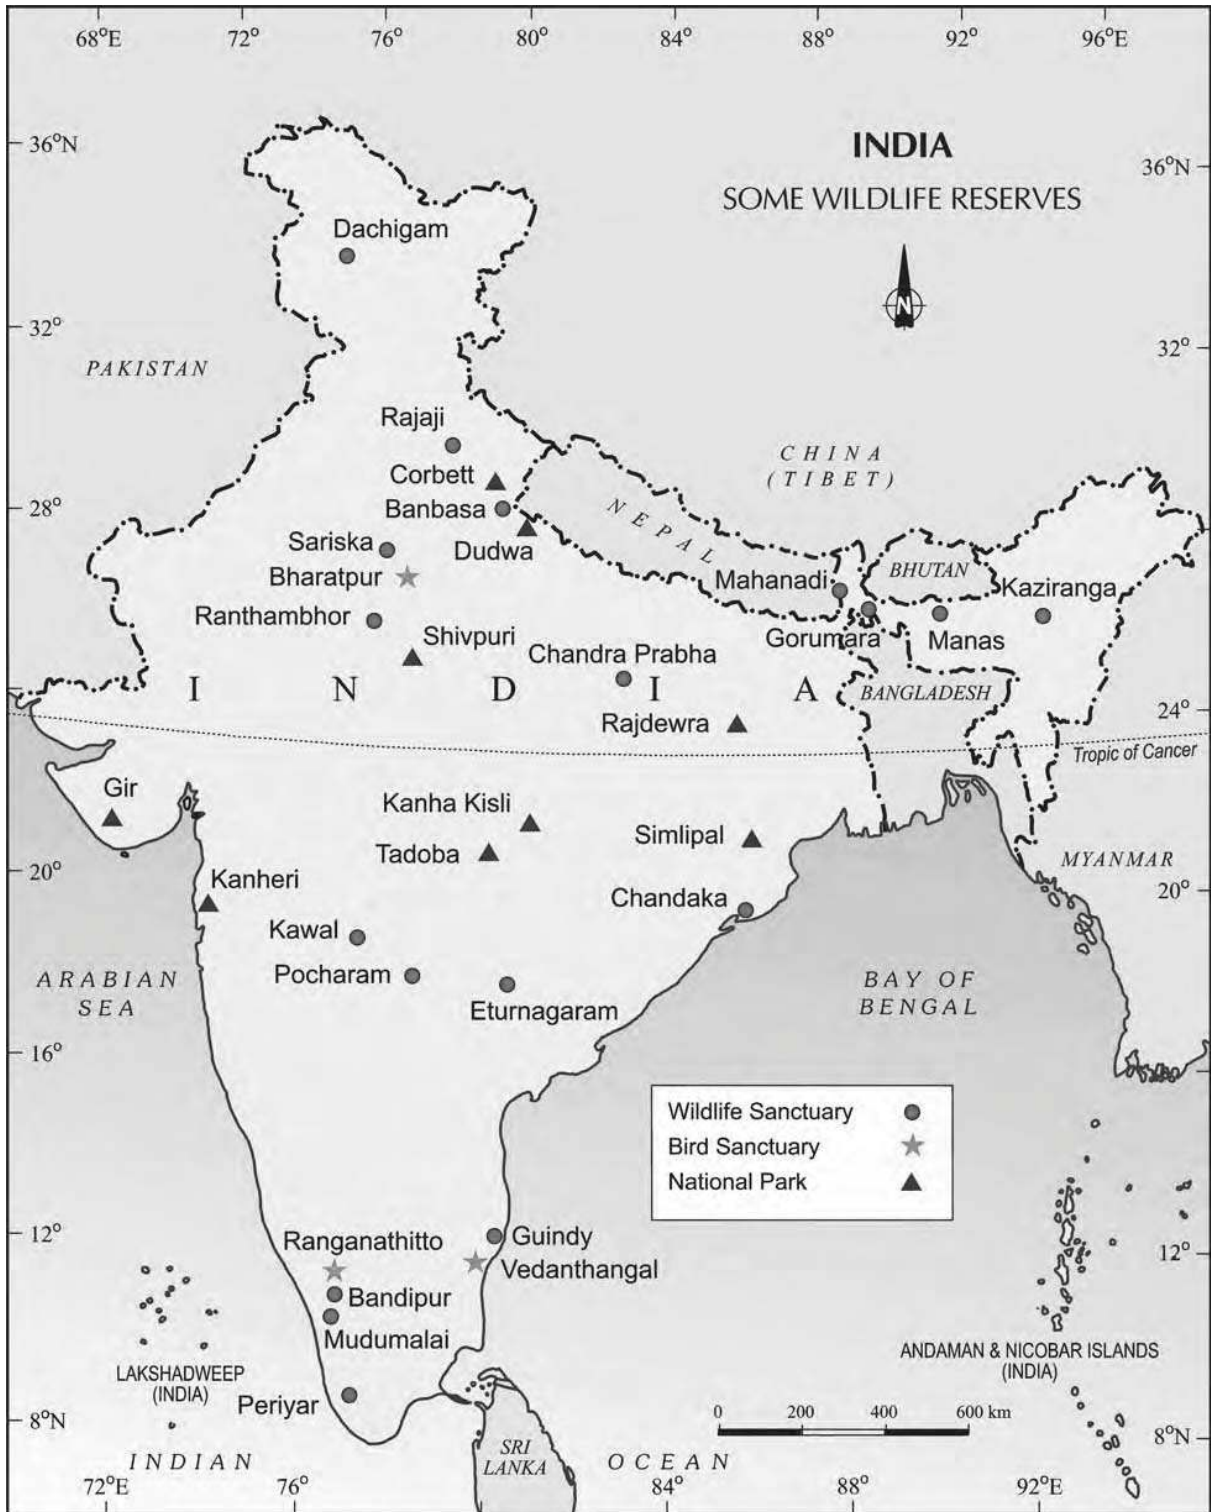 68°E 72° 76° 80° 84° 88° 92° 96°E
36°N
INDIA
36°N
SOME WILDLIFE RESERVES
Dachigam
N
32°
32°
PAKISTAN
Rajaji
CHINA
(TIBET)
Corbett
Banbasa
28°
NEPAL
28°
Sariska
Dudwa
Bharatpur
Mahanadi
BHUTAN
Kaziranga
Ranthambhor
Shivpuri
Gorumara
Manas
Chandra Prabha
I N D I A
BANGLADESH
24°
24°
Rajdewra
Tropic of Cancer
Gir
Kanha Kisli
Simlipal
Tadoba
MYANMAR
20°
Kanheri
20°
Chandaka
Kawal
Pocharam
ARABIAN
SEA
BAY OF
BENGAL
Eturnagaram
16°
16°
Wildlife Sanctuary
Bird Sanctuary
National Park
12°
Ranganathitto
Guindy
12°
Vedanthangal
Bandipur
Mudumalai
LAKSHADWEEP
(INDIA)
ANDAMAN & NICOBAR ISLANDS
(INDIA)
Periyar
0 200 400 600 km
8°N
8°N
INDIAN
SRI
LANKA
OCEAN
72°E 76° 84° 88° 92°E